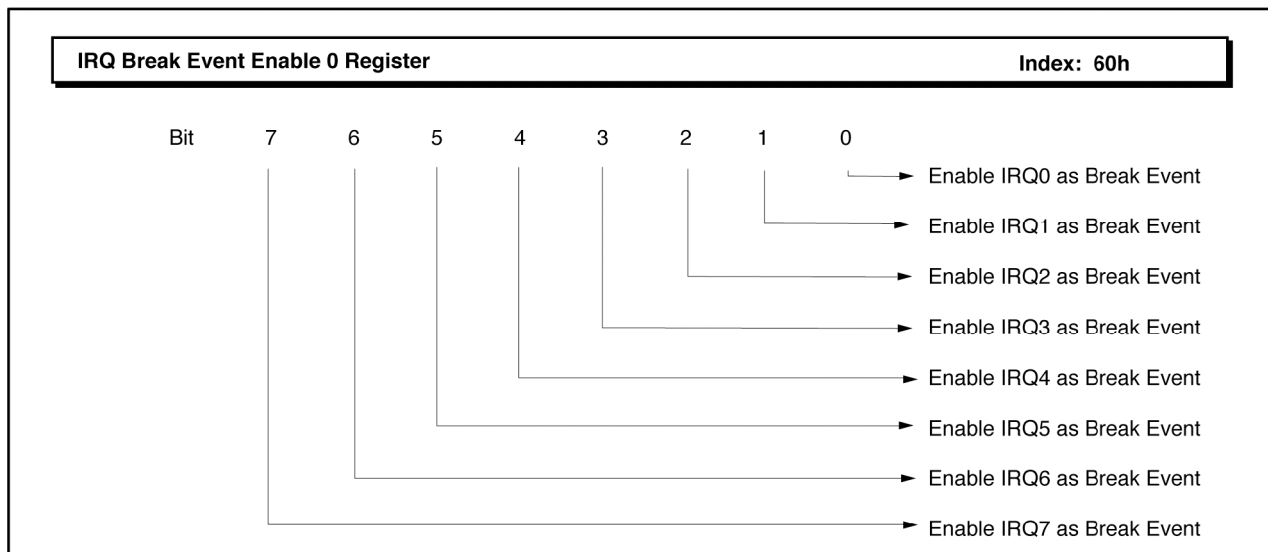 IRQ Break Event Enable 0 Register Index: 60h
Bit 7 6 5 4 3 2 1 0
Enable IRQ0 as Break Event
Enable IRQ1 as Break Event
Enable IRQ2 as Break Event
Enable IRQ3 as Break Event
Enable IRQ4 as Break Event
Enable IRQ5 as Break Event
Enable IRQ6 as Break Event
Enable IRQ7 as Break Event